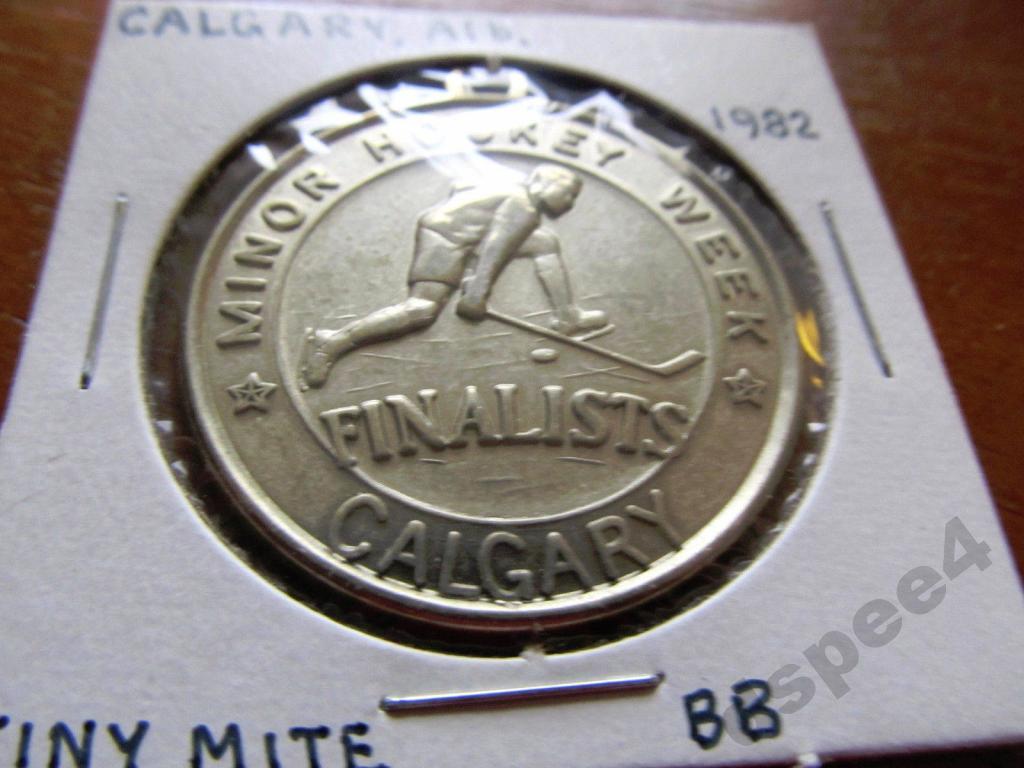 CALGARY, Alb.
1982
MINOR HOCKEY WEEK
FINALISTS
CALGARY
TINY MITE
BB
spee4